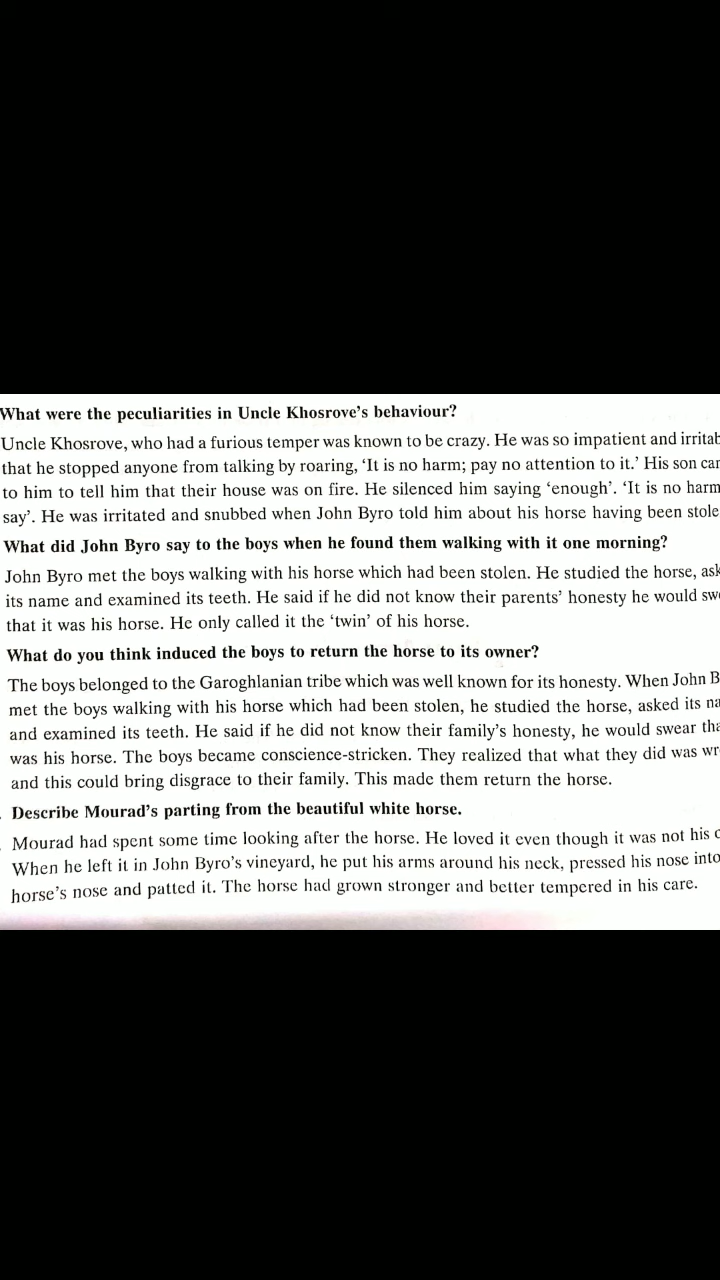 What were the peculiarities in Uncle Khosrove's behaviour?
Uncle Khosrove, who had a furious temper was known to be crazy. He was so impatient and irritab
that he stopped anyone from talking by roaring, ‘It is no harm; pay no attention to it.’ His son
to him to tell him that their house was on fire. He silenced him saying ‘enough’. ‘It is no harm
say’. He was irritated and snubbed when John Byro told him about his horse having been stole
What did John Byro say to the boys when he found them walking with it one morning?
John Byro met the boys walking with his horse which had been stolen. He studied the horse, ask
its name and examined its teeth. He said if he did not know their parents’ honesty he would sw
that it was his horse. He only called it the ‘twin’ of his horse.
What do you think induced the boys to return the horse to its owner?
The boys belonged to the Garoghlanian tribe which was well known for its honesty. When John B
met the boys walking with his horse which had been stolen, he studied the horse, asked its na
and examined its teeth. He said if he did not know their family’s honesty, he would swear tha
was his horse. The boys became conscience-stricken. They realized that what they did was wr
and this could bring disgrace to their family. This made them return the horse.
Describe Mourad’s parting from the beautiful white horse.
Mourad had spent some time looking after the horse. He loved it even though it was not his
When he left it in John Byro’s vineyard, he put his arms around his neck, pressed his nose into
horse’s nose and patted it. The horse had grown stronger and better tempered in his care.